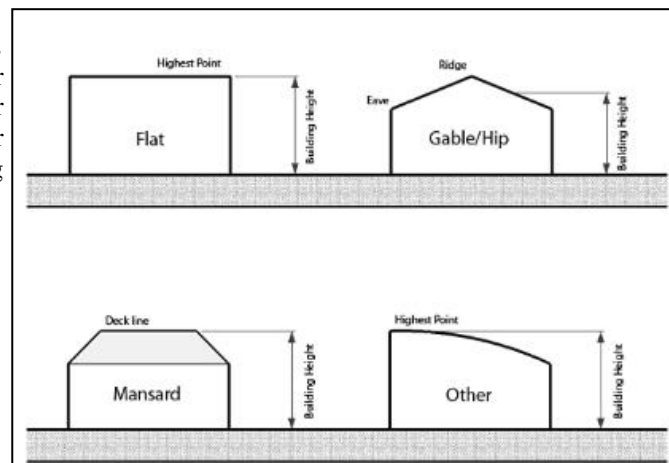 Highest Point
Flat
Building Height
Ridge
Eave
Gable/Hip
Building Height
Deck line
Mansard
Building Height
Highest Point
Other
Building Height